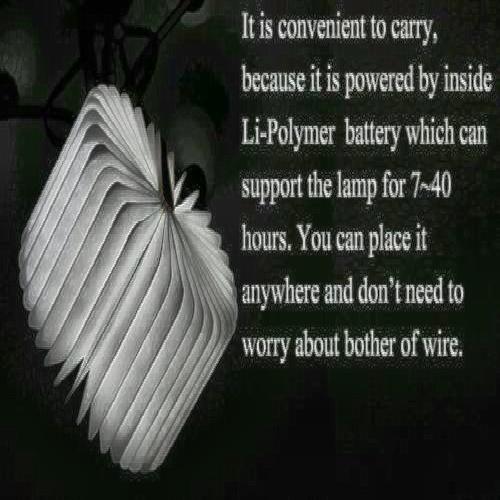 It is convenient to carry,
because it is powered by inside
Li-Polymer battery which can
support the lamp for 7~40
hours. You can place it
anywhere and don't need to
worry about bother of wire.